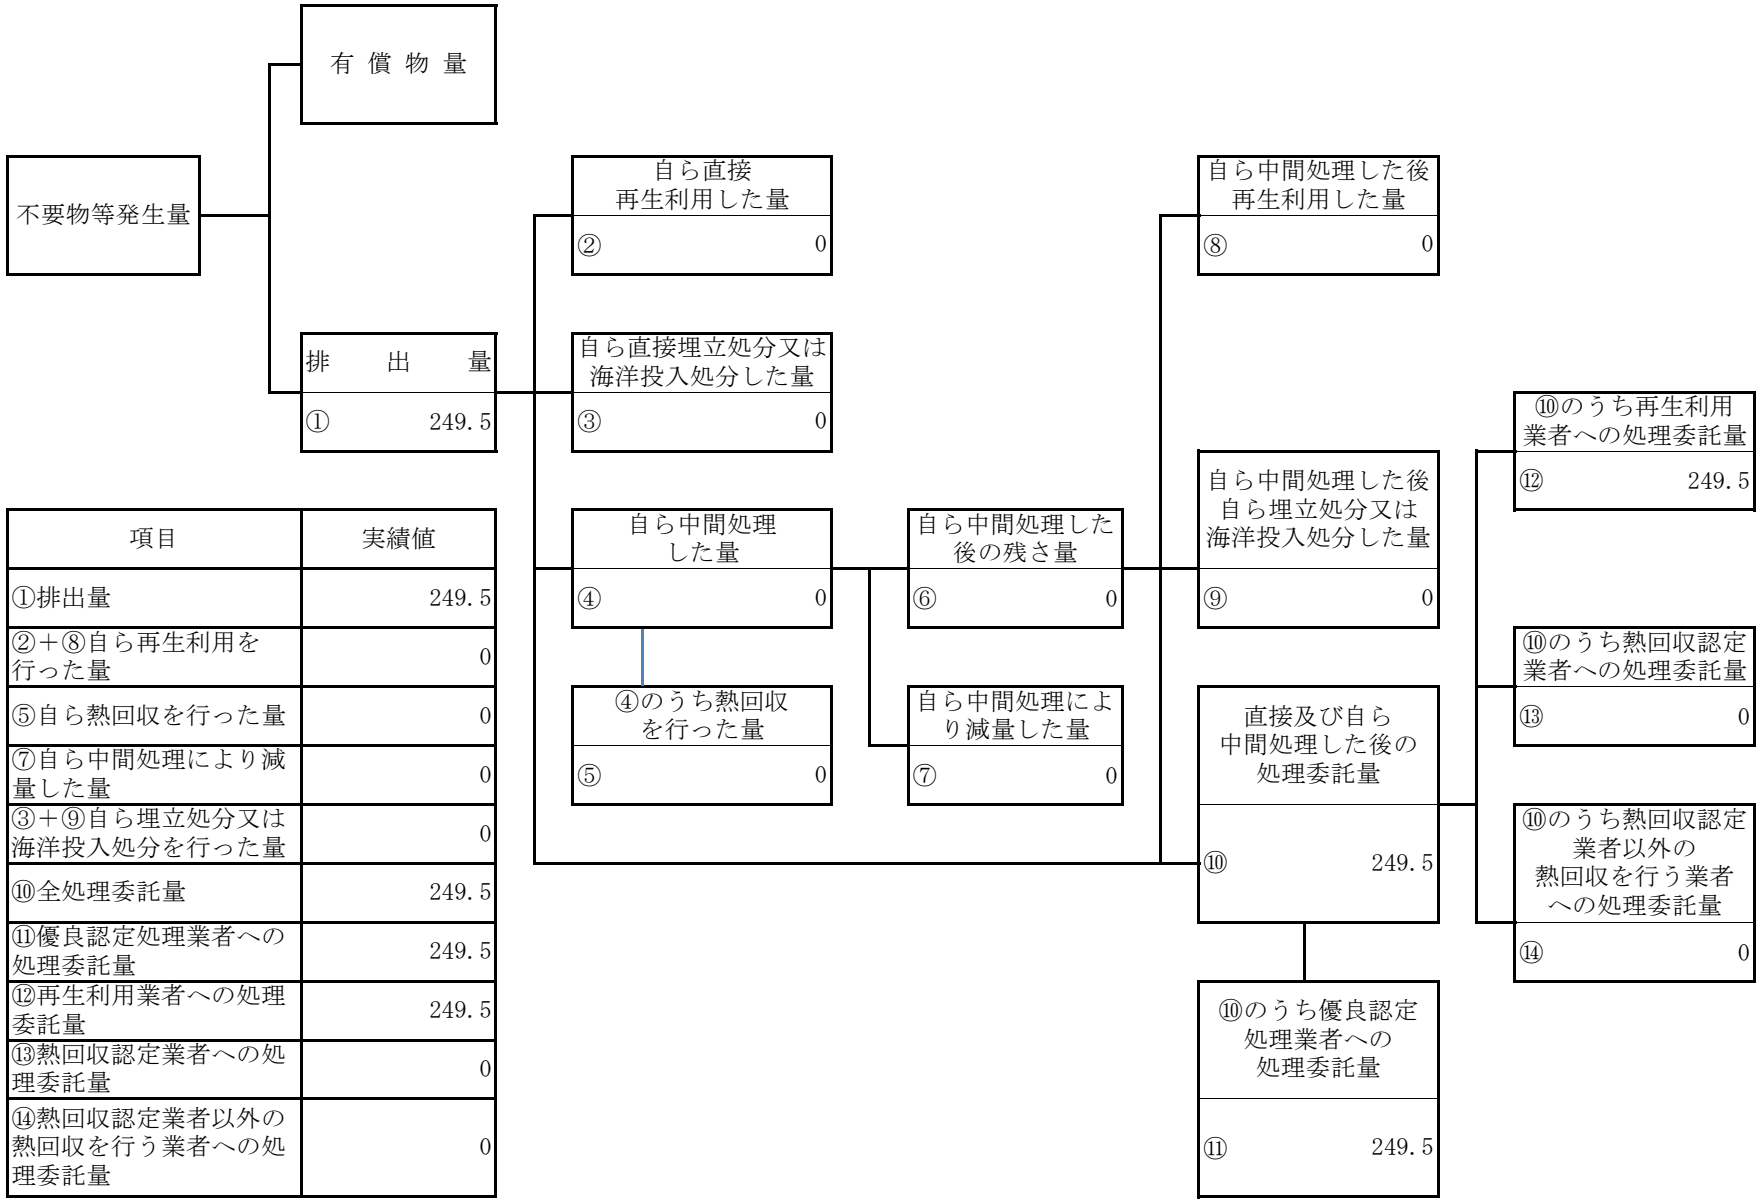 有償物量
不要物等発生量
自ら直接
再生利用した量
② 0
自ら中間処理した後
再生利用した量
⑧ 0
排出量
① 249.5
自ら直接埋立処分又は
海洋投入処分した量
③ 0
⑩のうち再生利用
業者への処理委託量
⑫ 249.5
自ら中間処理した後
自ら埋立処分又は
海洋投入処分した量
⑨ 0
自ら中間処理
した量
④ 0
自ら中間処理した
後の残さ量
⑥ 0
⑩のうち熱回収認定
業者への処理委託量
⑬ 0
④のうち熱回収
を行った量
⑤ 0
自ら中間処理によ
り減量した量
⑦ 0
直接及び自ら
中間処理した後の
処理委託量
⑩ 249.5
⑩のうち熱回収認定
業者以外の
熱回収を行う業者
への処理委託量
⑭ 0
⑩のうち優良認定
処理業者への
処理委託量
⑪ 249.5
項目 実績値
①排出量 249.5
②＋⑧自ら再生利用を
行った量 0
⑤自ら熱回収を行った量 0
⑦自ら中間処理により減
量した量 0
③＋⑨自ら埋立処分又は
海洋投入処分を行った量 0
⑩全処理委託量 249.5
⑪優良認定処理業者への
処理委託量 249.5
⑫再生利用業者への処理
委託量 249.5
⑬熱回収認定業者への処
理委託量 0
⑭熱回収認定業者以外の
熱回収を行う業者への処
理委託量 0